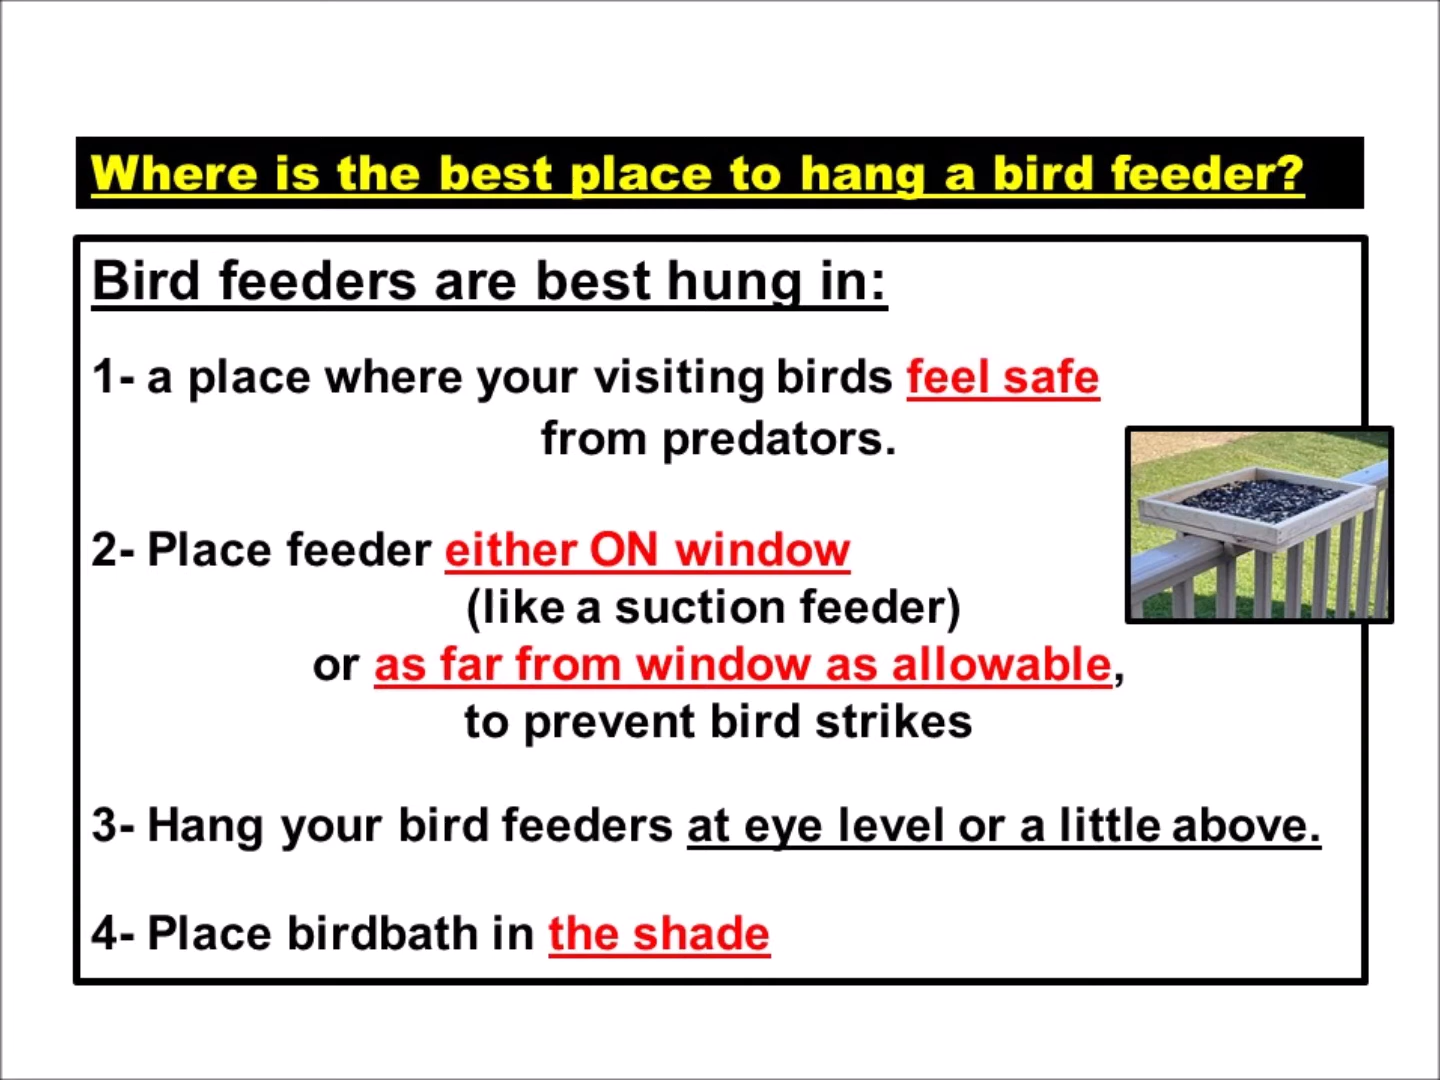 Where is the best place to hang a bird feeder?
Bird feeders are best hung in:
1- a place where your visiting birds feel safe
from predators.
2- Place feeder either ON window
(like a suction feeder)
or as far from window as allowable,
to prevent bird strikes
3- Hang your bird feeders at eye level or a little above.
4- Place birdbath in the shade